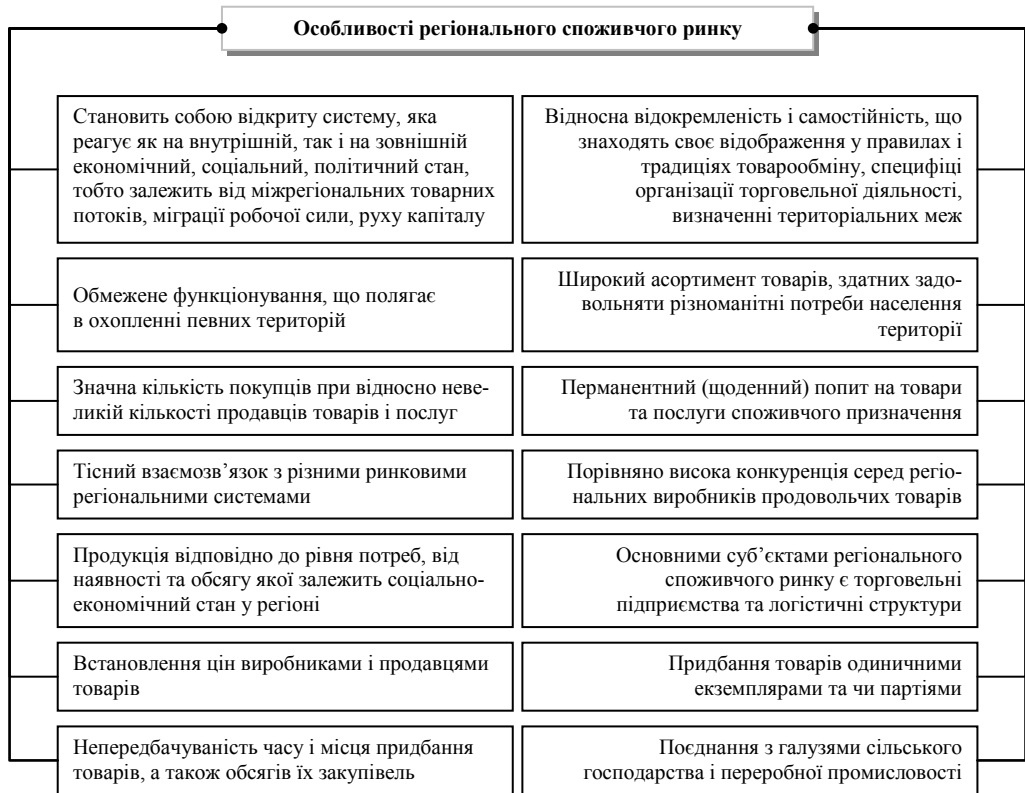 Особливості регіонального споживчого ринку
Становить собою відкриту систему, яка
реагує як на внутрішній, так і на зовнішній
економічний, соціальний, політичний стан,
тобто залежить від міжрегіональних товарних
потоків, міграції робочої сили, руху капіталу
Відносна відокремленість і самостійність, що
знаходять своє відображення у правилах і
традиціях товарообміну, специфіці
організації торговельної діяльності,
визначенні територіальних меж
Обмежене функціонування, що полягає
в охопленні певних територій
Широкий асортимент товарів, здатних задо-
вольняти різноманітні потреби населення
території
Значна кількість покупців при відносно неве-
ликій кількості продавців товарів і послуг
Перманентний (щоденний) попит на товари
та послуги споживчого призначення
Тісний взаємозв’язок з різними ринковими
регіональними системами
Порівняно висока конкуренція серед регіо-
нальних виробників продовольчих товарів
Продукція відповідно до рівня потреб, від
наявності та обсягу якої залежить соціально-
економічний стан у регіоні
Основними суб’єктами регіонального
споживчого ринку є торговельні
підприємства та логістичні структури
Встановлення цін виробниками і продавцями
товарів
Придбання товарів одиничними
екземплярами та чи партіями
Непередбачуваність часу і місця придбання
товарів, а також обсягів їх закупівель
Поєднання з галузями сільського
господарства і переробної промисловості